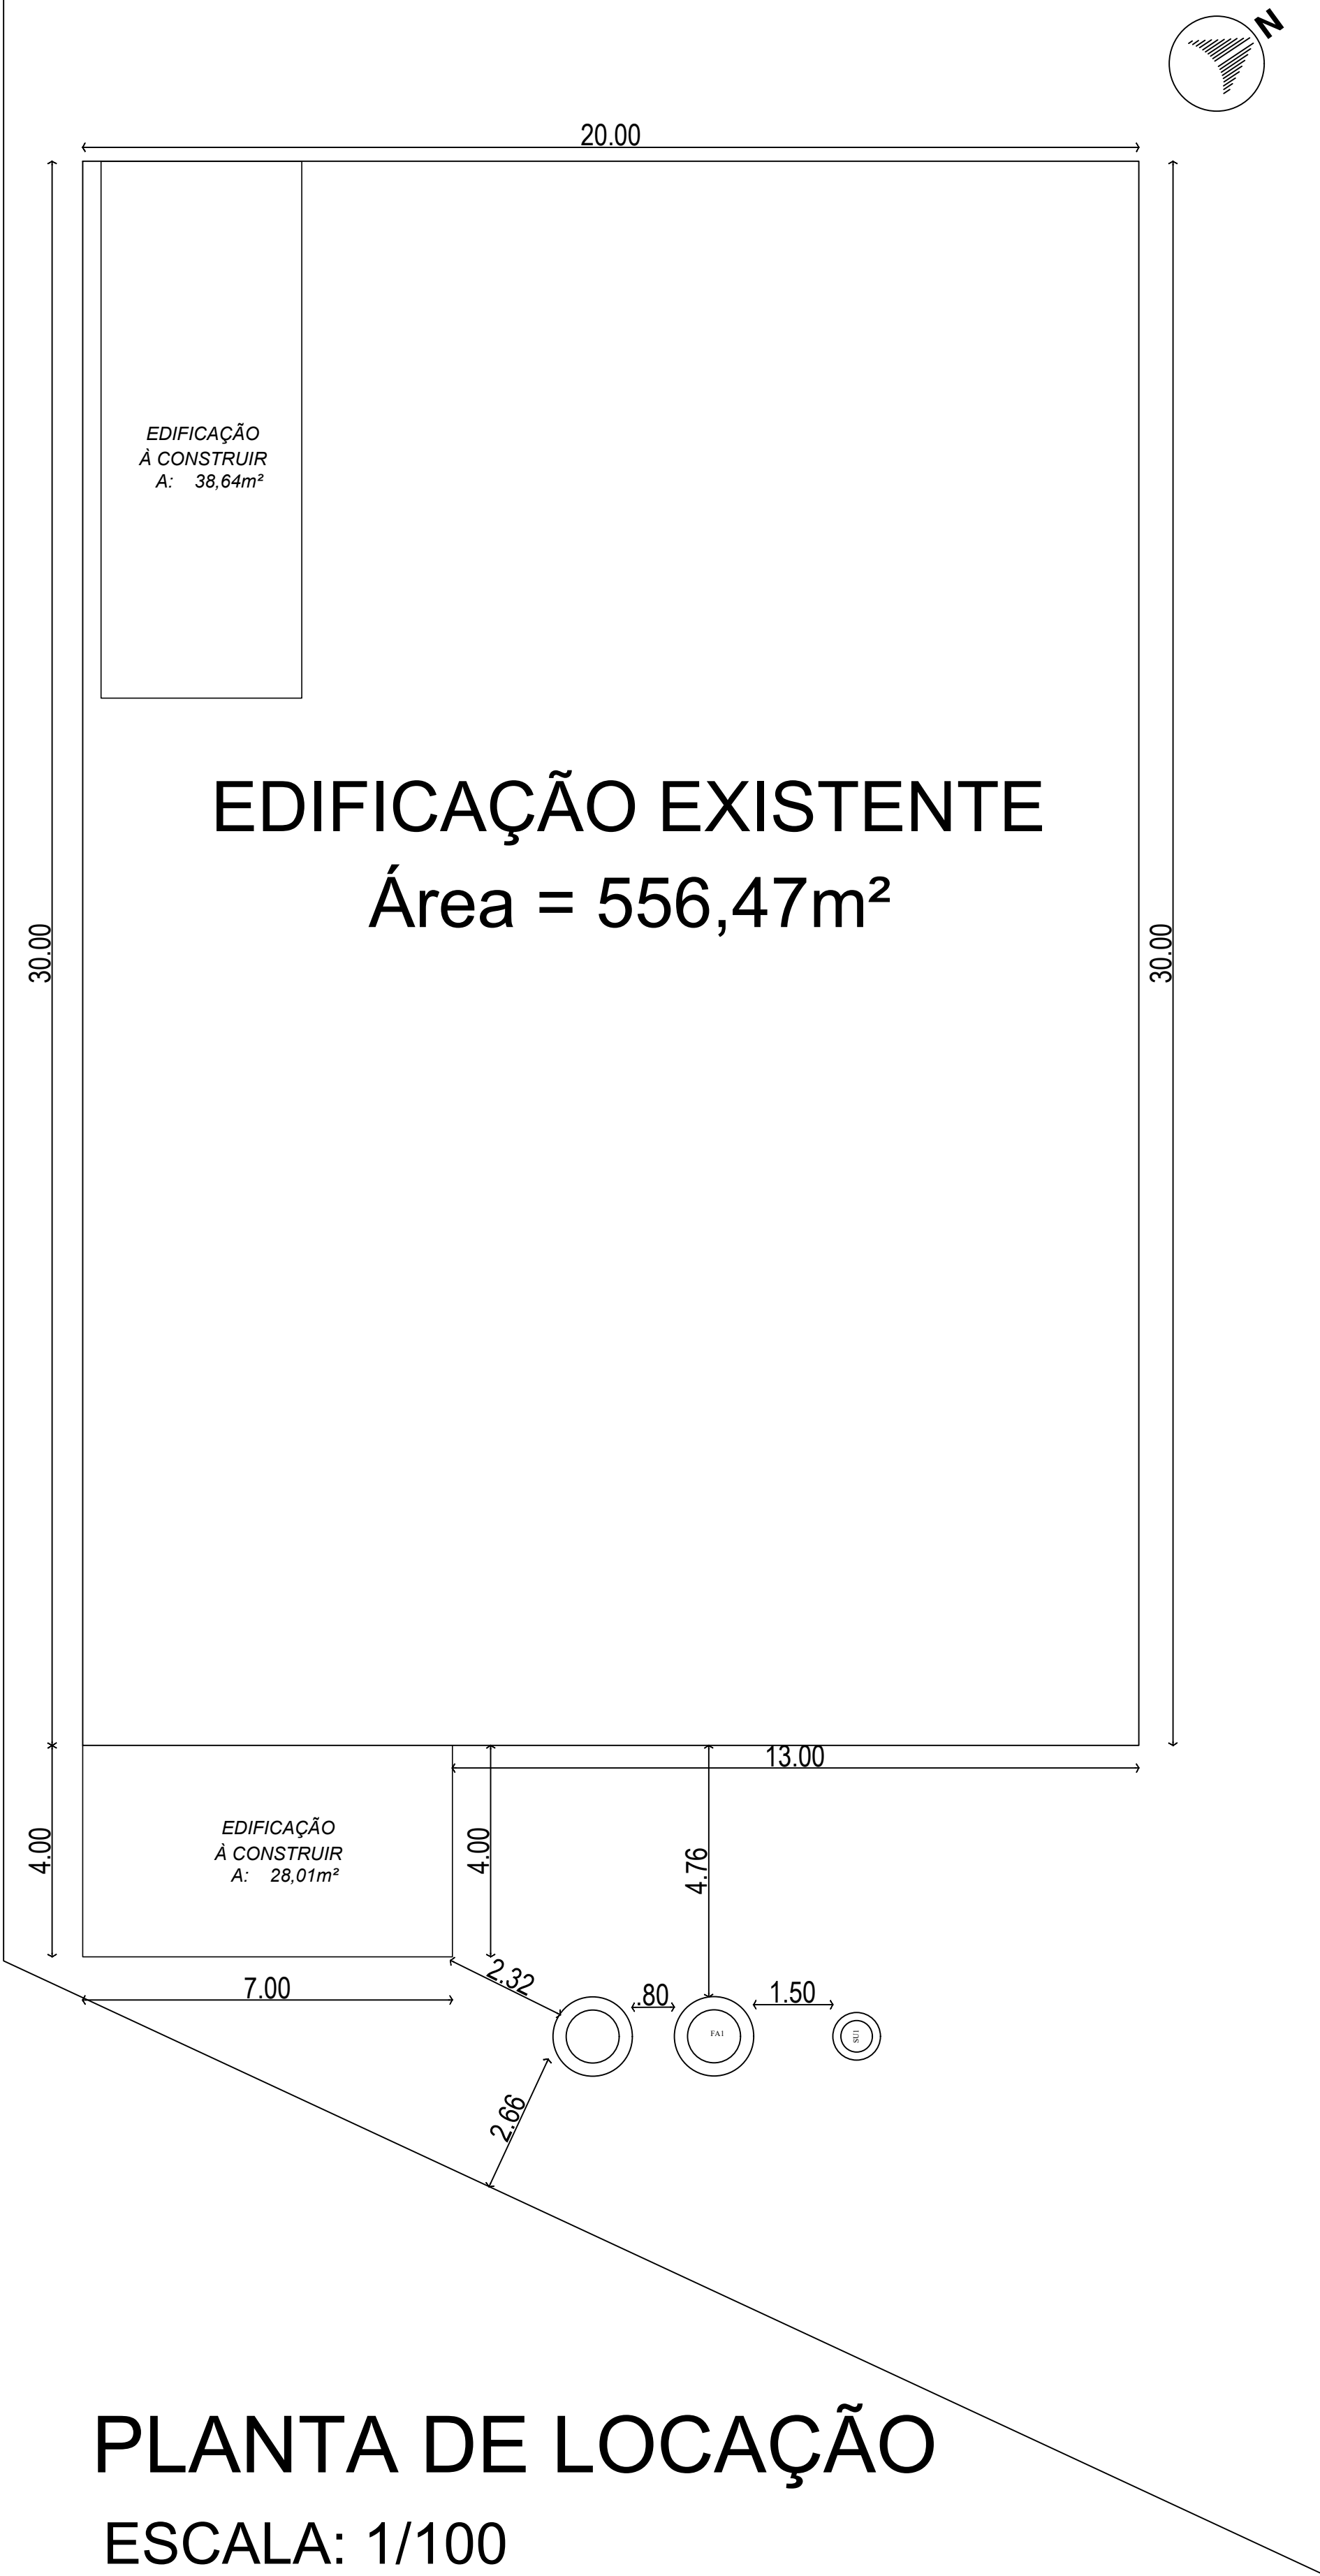 N
20.00
EDIFICAÇÃO
À CONSTRUIR
A: 38,64m²
EDIFICAÇÃO EXISTENTE
Área = 556,47m²
30.00
30.00
13.00
EDIFICAÇÃO
À CONSTRUIR
A: 28,01m²
4.00
4.00
4.76
7.00
2.32
.80
1.50
FA1
SU1
2.66
PLANTA DE LOCAÇÃO
ESCALA: 1/100